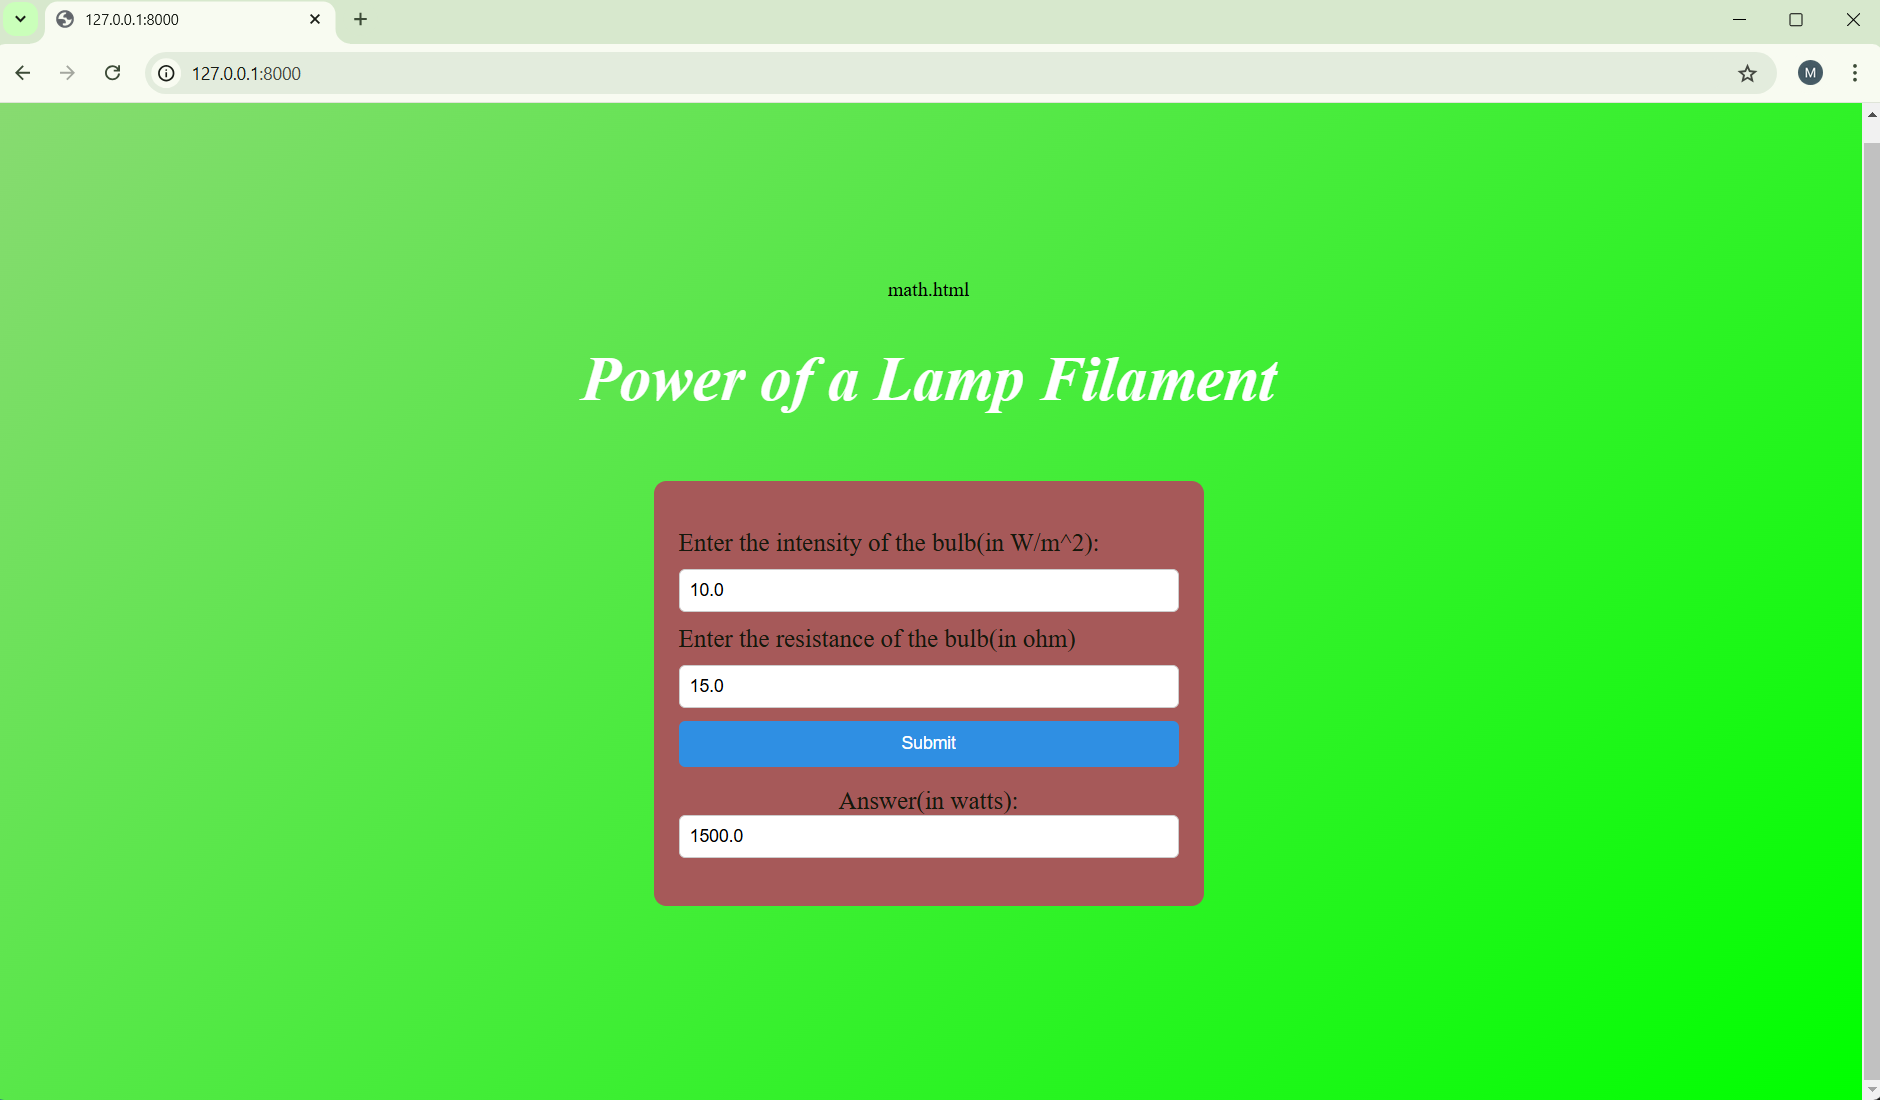 127.0.0.1:8000
127.0.0.1:8000
M
math.html
Power of a Lamp Filament
Enter the intensity of the bulb(in W/m^2):
10.0
Enter the resistance of the bulb(in ohm)
15.0
Submit
Answer(in watts):
1500.0